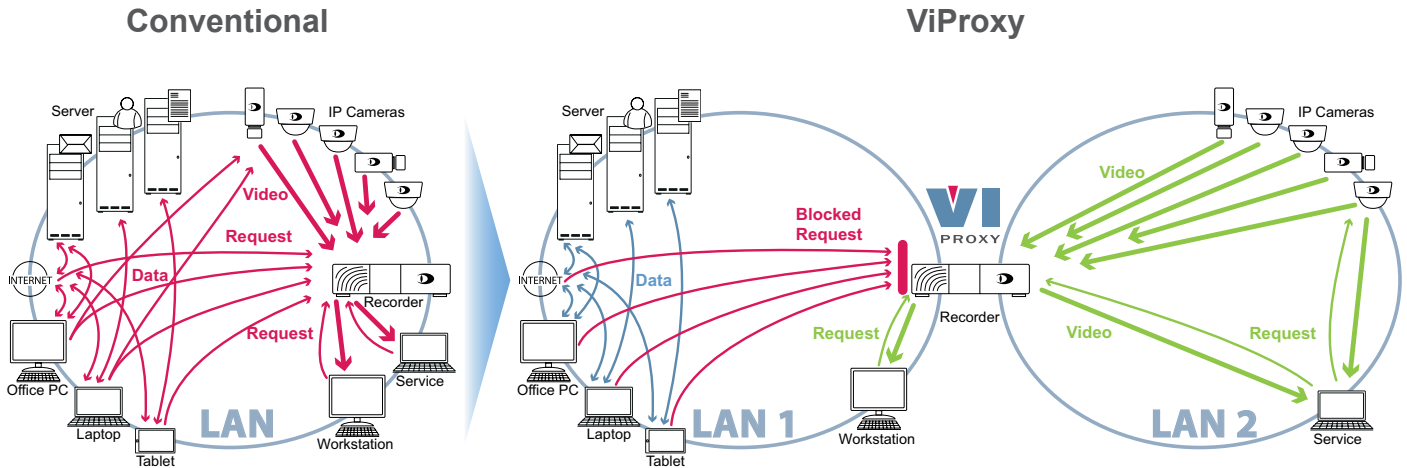 Conventional
ViProxy
Server
IP Cameras
Video
Request
Data
INTERNET
Recorder
Request
Office PC
Service
Laptop
LAN
Workstation
Tablet
Server
IP Cameras
Video
VI
PROXY
Blocked
Request
INTERNET
Data
Recorder
Request
Video
Request
Office PC
Laptop
LAN 1
Workstation
LAN 2
Service
Tablet